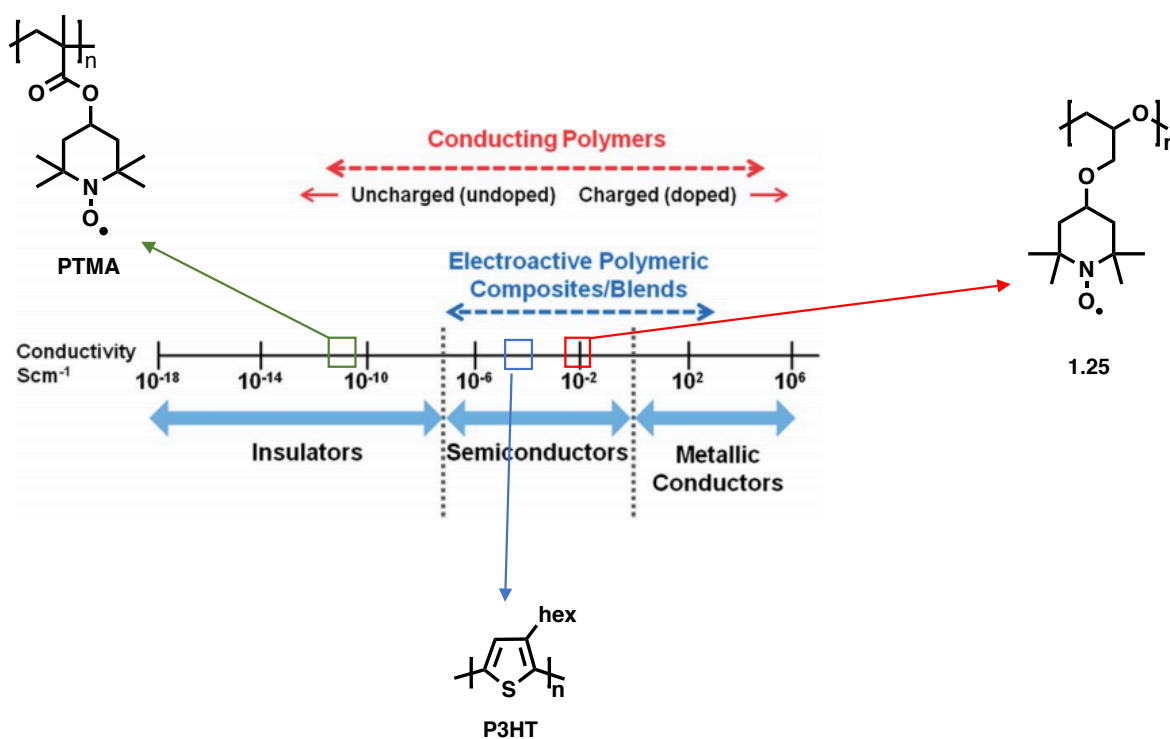 n
O
O
N
O
PTMA
Conducting Polymers
Uncharged (undoped) Charged (doped)
Electroactive Polymeric
Composites/Blends
O
n
O
N
O
1.25
Conductivity
Scm⁻¹
10⁻¹⁸ 10⁻¹⁴ 10⁻¹⁰ 10⁻⁶ 10⁻² 10² 10⁶
Insulators
Semiconductors
Metallic
Conductors
hex
S
n
P3HT